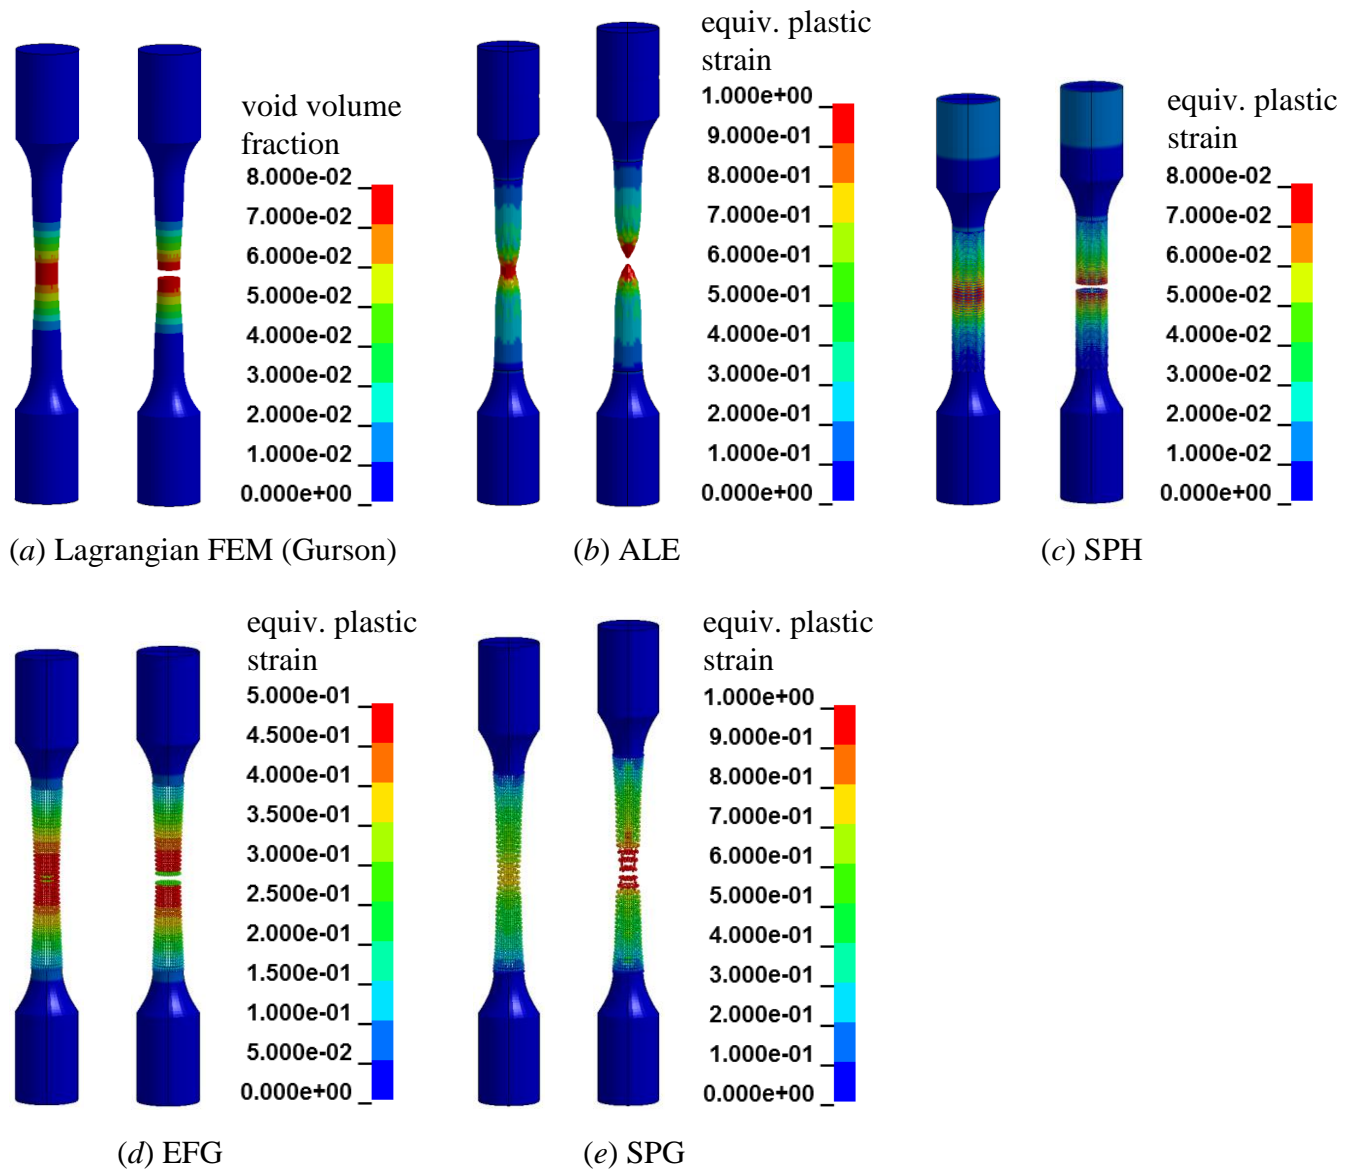 void volume
fraction
8.000e-02
7.000e-02
6.000e-02
5.000e-02
4.000e-02
3.000e-02
2.000e-02
1.000e-02
0.000e+00
(a) Lagrangian FEM (Gurson)
equiv. plastic
strain
1.000e+00
9.000e-01
8.000e-01
7.000e-01
6.000e-01
5.000e-01
4.000e-01
3.000e-01
2.000e-01
1.000e-01
0.000e+00
(b) ALE
equiv. plastic
strain
8.000e-02
7.000e-02
6.000e-02
5.000e-02
4.000e-02
3.000e-02
2.000e-02
1.000e-02
0.000e+00
(c) SPH
equiv. plastic
strain
5.000e-01
4.500e-01
4.000e-01
3.500e-01
3.000e-01
2.500e-01
2.000e-01
1.500e-01
1.000e-01
5.000e-02
0.000e+00
(d) EFG
equiv. plastic
strain
1.000e+00
9.000e-01
8.000e-01
7.000e-01
6.000e-01
5.000e-01
4.000e-01
3.000e-01
2.000e-01
1.000e-01
0.000e+00
(e) SPG